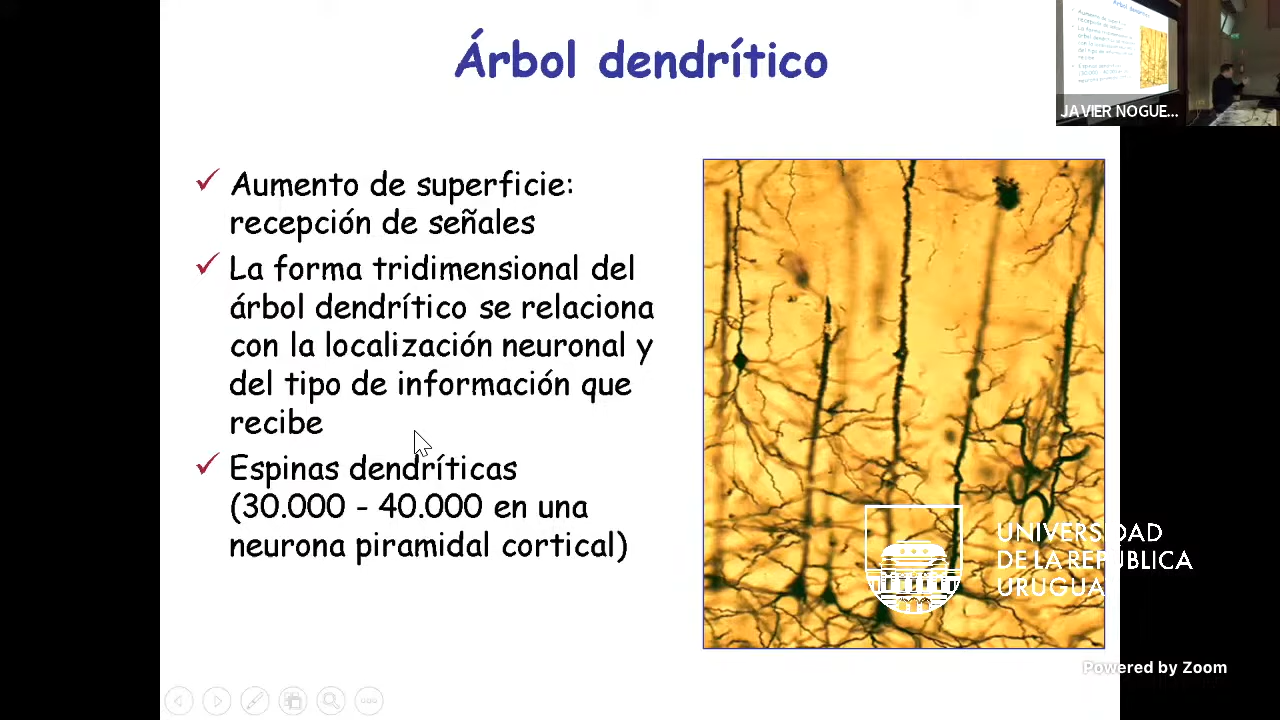 Árbol dendrítico
JAVIER NOGUE...
Aumento de superficie:
recepción de señales
La forma tridimensional del
árbol dendrítico se relaciona
con la localización neuronal y
del tipo de información que
recibe
Espinas dendríticas
(30.000 - 40.000 en una
neurona piramidal cortical)
UNIVERSIDAD
DE LA REPÚBLICA
URUGUAY
Powered by Zoom